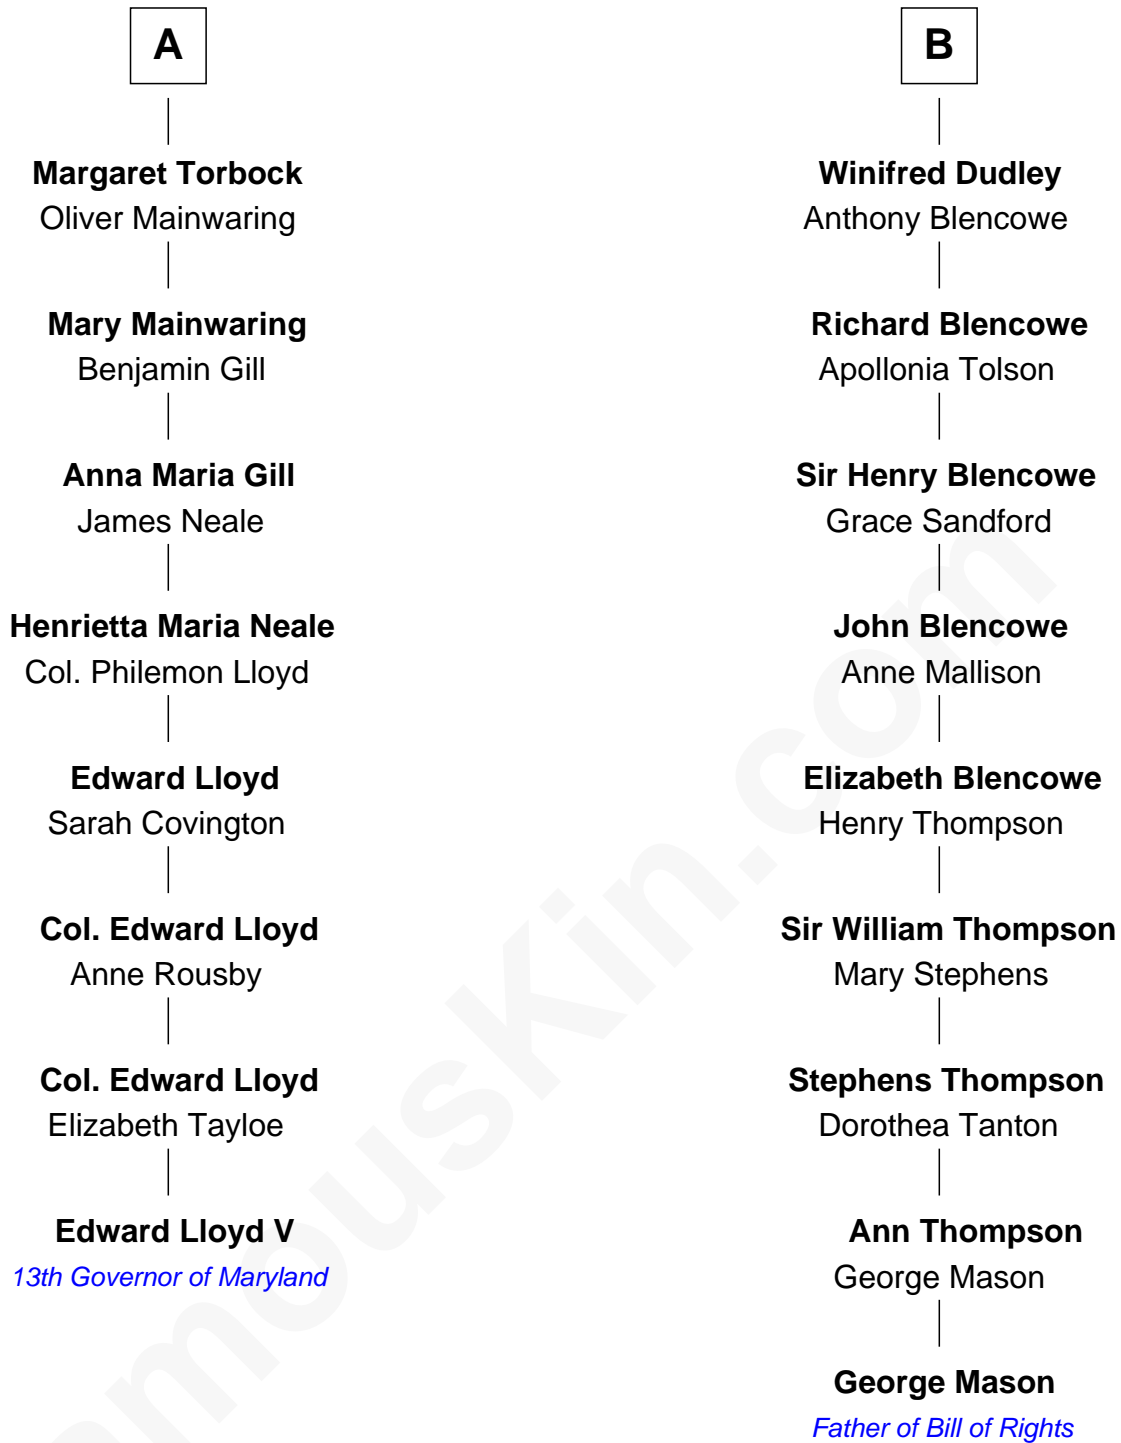 A
Margaret Torbock
Oliver Mainwaring
Mary Mainwaring
Benjamin Gill
Anna Maria Gill
James Neale
Henrietta Maria Neale
Col. Philemon Lloyd
Edward Lloyd
Sarah Covington
Col. Edward Lloyd
Anne Rousby
Col. Edward Lloyd
Elizabeth Tayloe
Edward Lloyd V
13th Governor of Maryland
B
Winifred Dudley
Anthony Blencowe
Richard Blencowe
Apollonia Tolson
Sir Henry Blencowe
Grace Sandford
John Blencowe
Anne Mallison
Elizabeth Blencowe
Henry Thompson
Sir William Thompson
Mary Stephens
Stephens Thompson
Dorothea Tanton
Ann Thompson
George Mason
George Mason
Father of Bill of Rights
amousKin.com